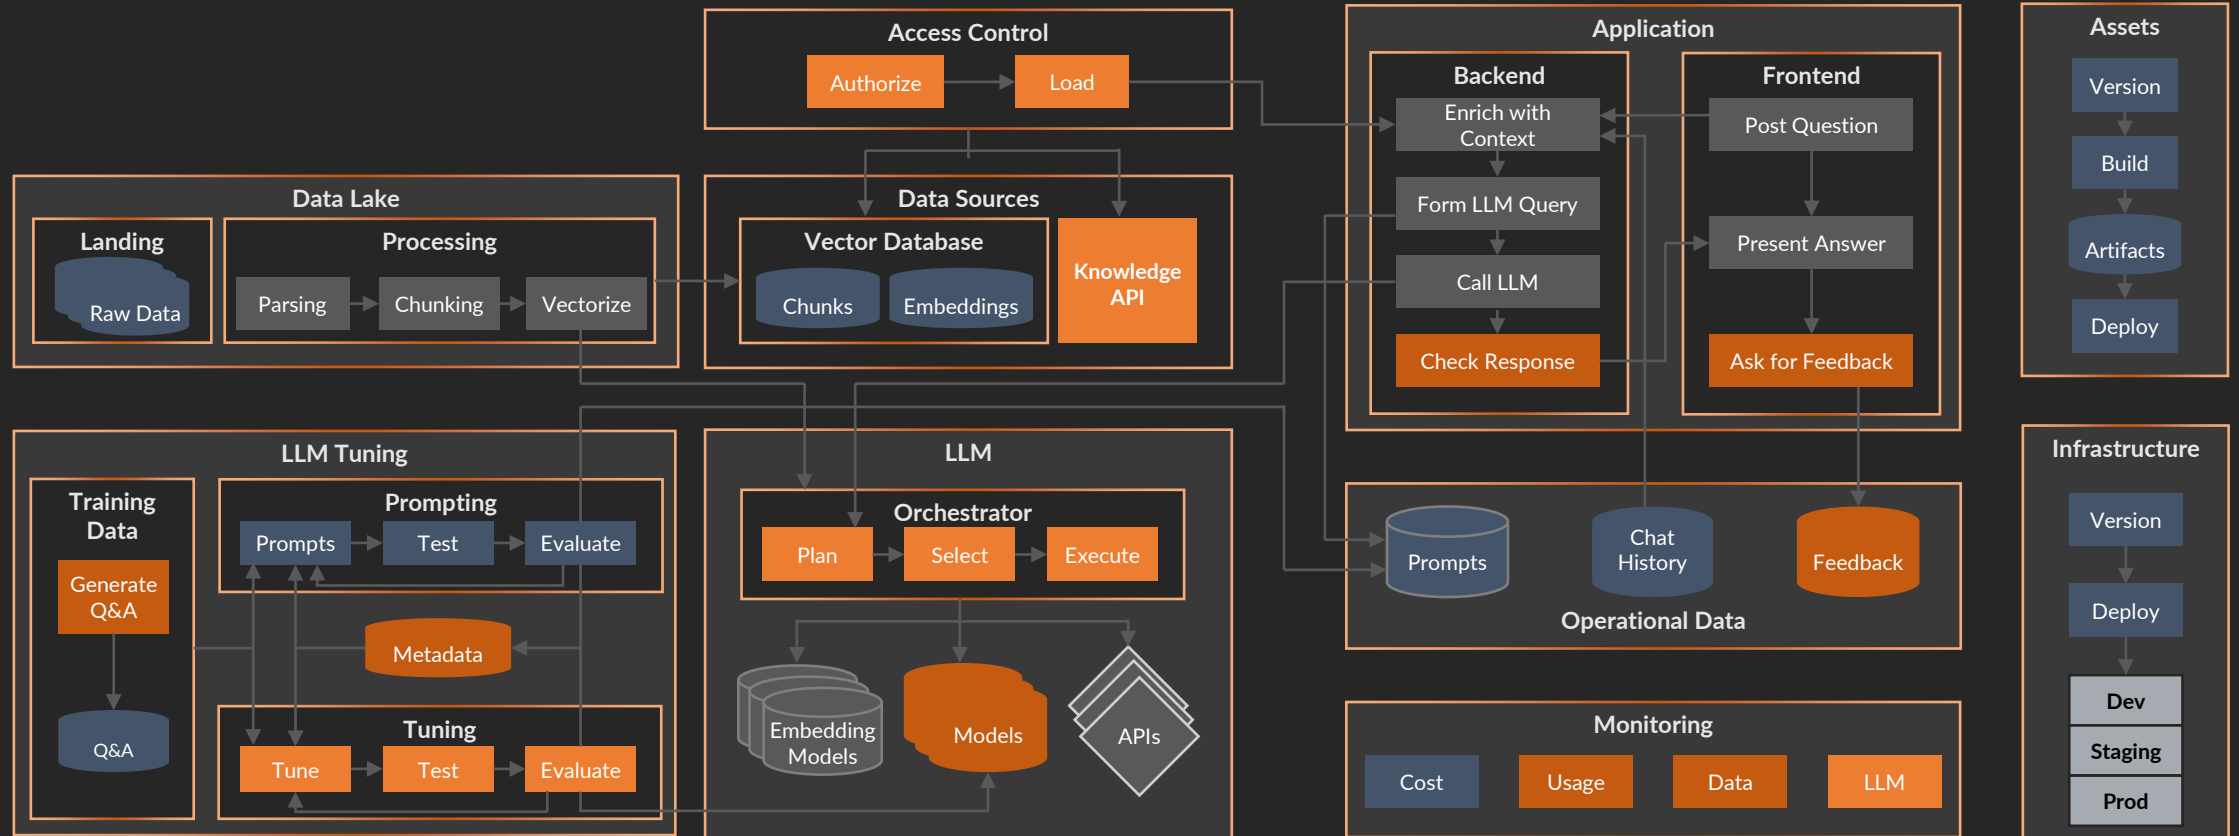 Access Control
Authorize
Load
Data Lake
Landing
Raw Data
Processing
Parsing
Chunking
Vectorize
Data Sources
Vector Database
Chunks
Embeddings
Knowledge
API
Application
Backend
Enrich with
Context
Form LLM Query
Call LLM
Check Response
Frontend
Post Question
Present Answer
Ask for Feedback
Assets
Version
Build
Artifacts
Deploy
LLM Tuning
Training
Data
Generate
Q&A
Q&A
Prompting
Prompts
Test
Evaluate
Metadata
Tuning
Tune
Test
Evaluate
LLM
Orchestrator
Plan
Select
Execute
Embedding
Models
Models
APIs
Prompts
Chat
History
Feedback
Operational Data
Monitoring
Cost
Usage
Data
LLM
Infrastructure
Version
Deploy
Dev
Staging
Prod